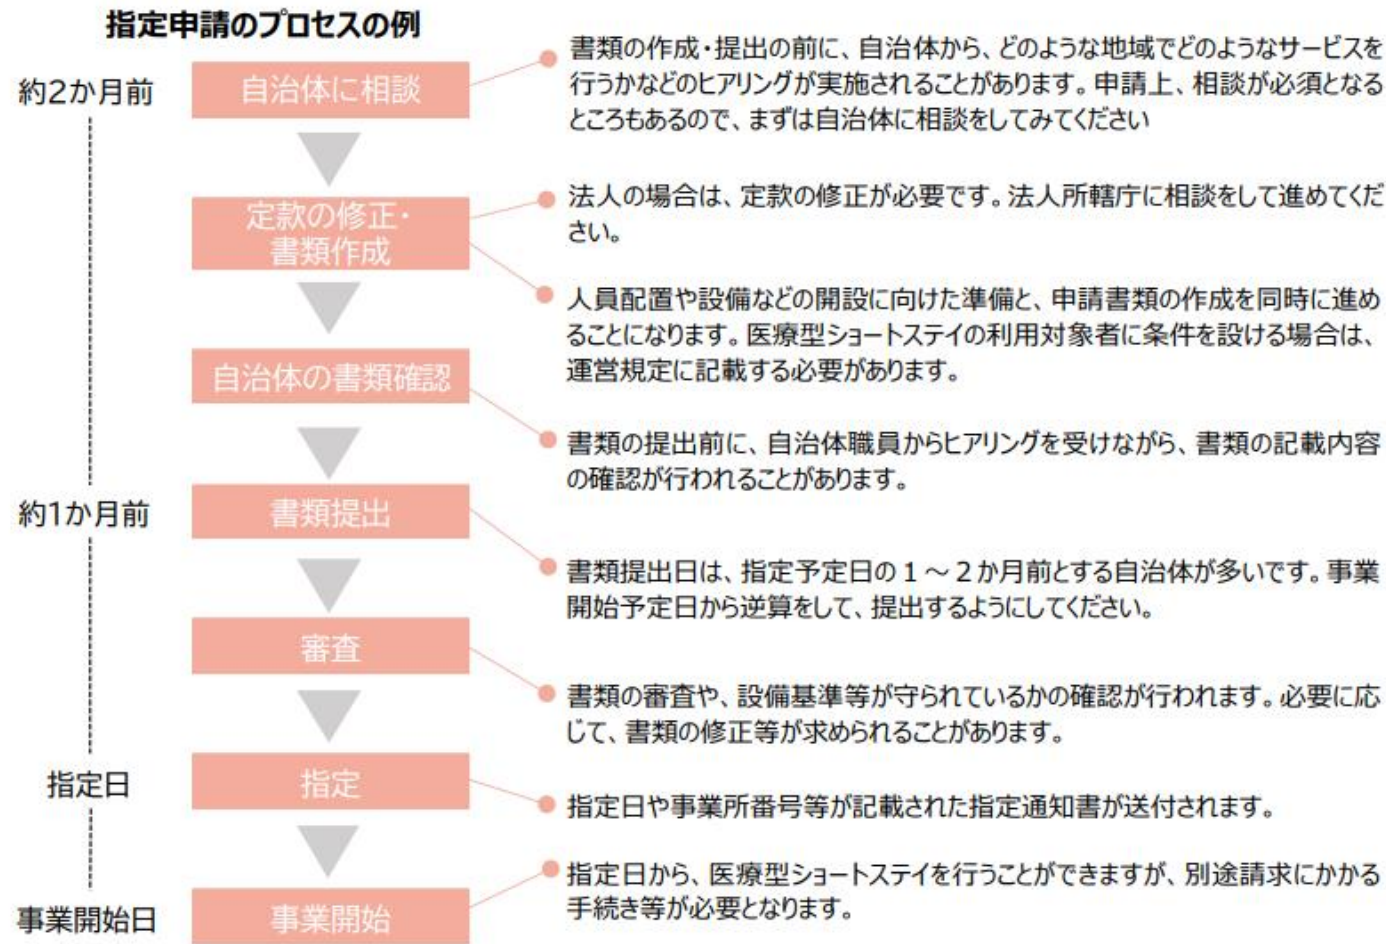 指定申請のプロセスの例
約2か月前
自治体に相談
書類の作成・提出の前に、自治体から、どのような地域でどのようなサービスを
行うかなどのヒアリングが実施されることがあります。申請上、相談が必須となる
ところもあるので、まずは自治体に相談をしてみてください
定款の修正・
書類作成
法人の場合は、定款の修正が必要です。法人所轄庁に相談をして進めてくだ
さい。
人員配置や設備などの開設に向けた準備と、申請書類の作成を同時に進め
ることになります。医療型ショートステイの利用対象者に条件を設ける場合は、
運営規定に記載する必要があります。
自治体の書類確認
書類の提出前に、自治体職員からヒアリングを受けながら、書類の記載内容
の確認が行われることがあります。
約1か月前
書類提出
書類提出日は、指定予定日の1~2か月前とする自治体が多いです。事業
開始予定日から逆算をして、提出するようにしてください。
審査
書類の審査や、設備基準等が守られているかの確認が行われます。必要に応
じて、書類の修正等が求められることがあります。
指定日
指定
指定日や事業所番号等が記載された指定通知書が送付されます。
事業開始日
事業開始
指定日から、医療型ショートステイを行うことができますが、別途請求にかかる
手続き等が必要となります。